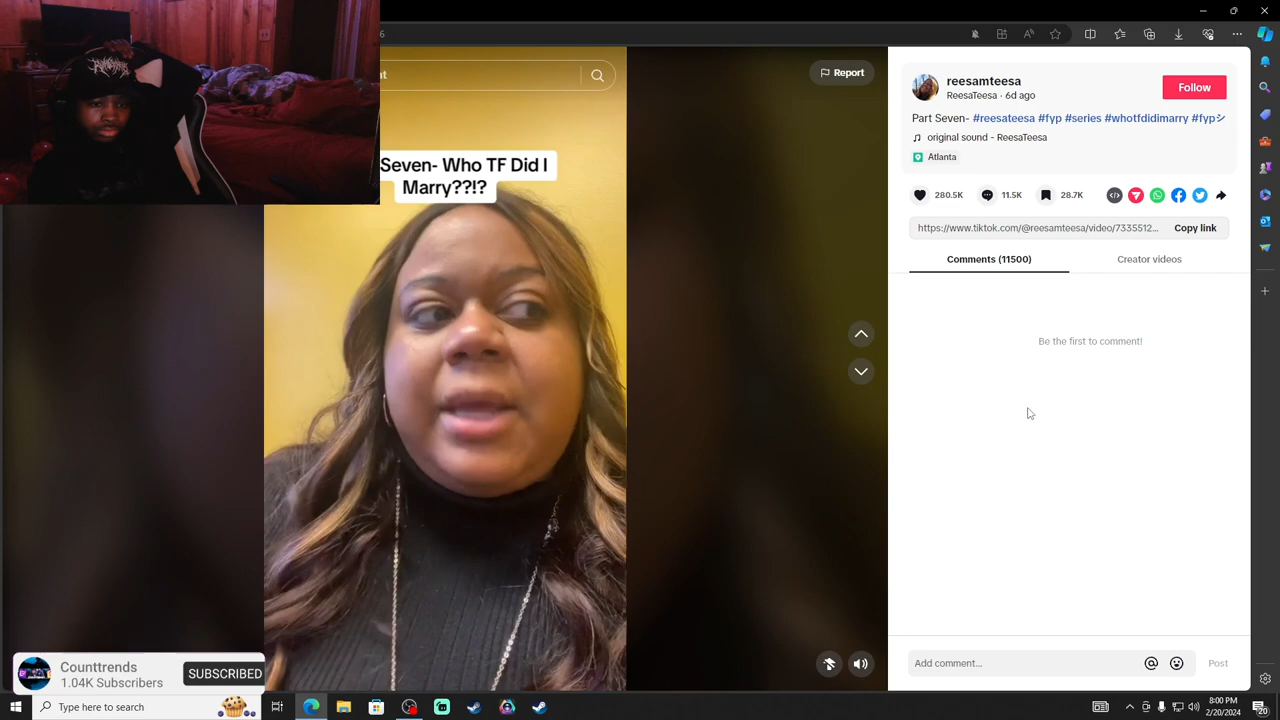 6
nt
Report
Seven- Who TF Did I
Marry??!?
reesamteesa
ReesaTeesa · 6d ago
Follow
Part Seven- #reesateesa #fyp #series #whotfdidimarry #fypシ
original sound - ReesaTeesa
Atlanta
280.5K
11.5K
28.7K
https://www.tiktok.com/@reesamteesa/video/7335512...
Copy link
Comments (11500)
Creator videos
Be the first to comment!
Add comment...
Post
Counttrends
1.04K Subscribers
SUBSCRIBED
Type here to search
8:00 PM
2/20/2024
20